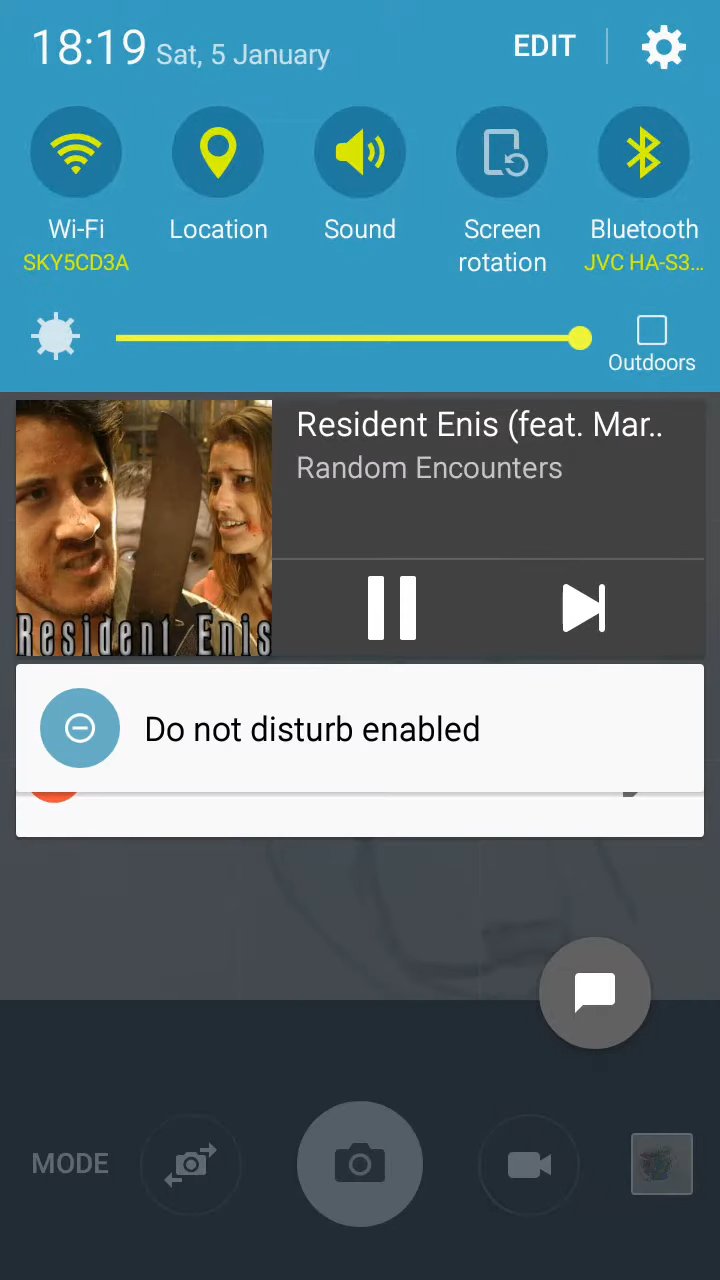 18:19 Sat, 5 January EDIT
Wi-Fi Location Sound Screen rotation Bluetooth
SKY5CD3A JVC HA-S3...
Outdoors
Resident Enis (feat. Mar..
Random Encounters
Resident Enis
Do not disturb enabled
MODE